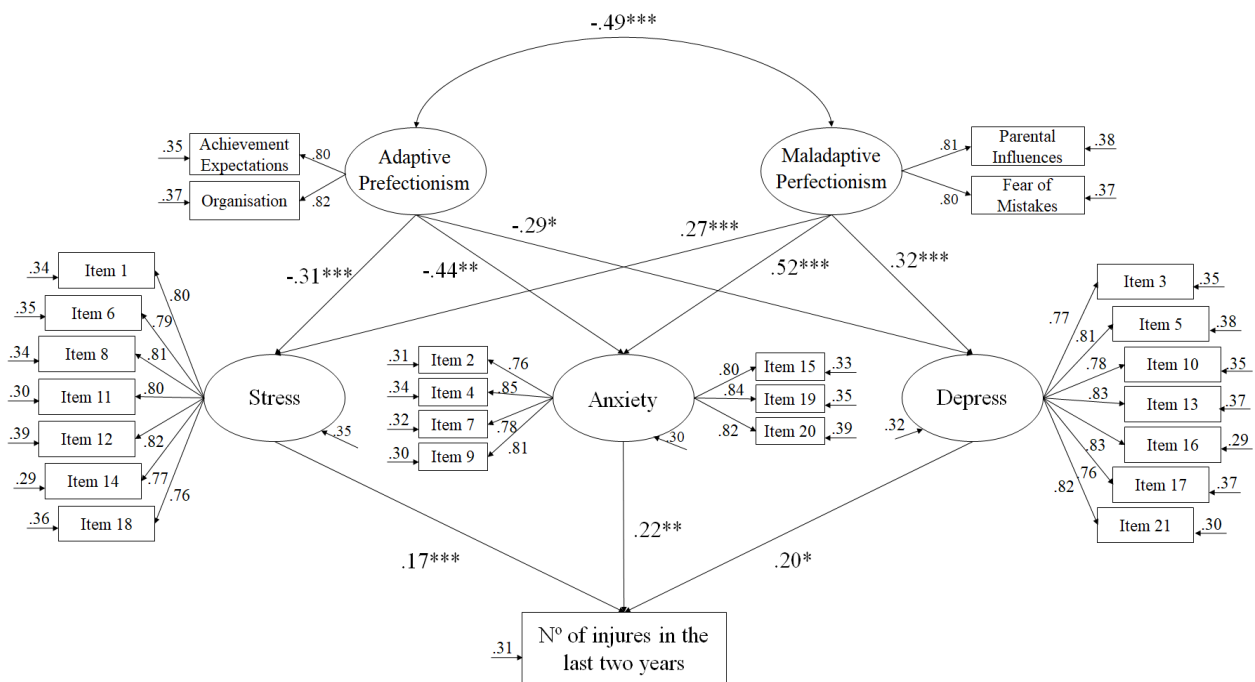 -.49***
.35
Achievement
Expectations
.80
Adaptive
Prefectionism
.37
Organisation
.82
Maladaptive
Perfectionism
.81
Parental
Influences
.38
.80
Fear of
Mistakes
.37
-.31***
-.44**
-.29*
.27***
.52***
.32***
.34
Item 1
.80
.35
Item 6
.79
.34
Item 8
.81
.30
Item 11
.80
.39
Item 12
.82
.29
Item 14
.77
.36
Item 18
.76
Stress
.35
.31
Item 2
.76
.34
Item 4
.85
.32
Item 7
.78
.30
Item 9
.81
Anxiety
.30
.80
Item 15
.33
.84
Item 19
.35
.82
Item 20
.39
Depress
.32
.77
Item 3
.35
.81
Item 5
.38
.78
Item 10
.35
.83
Item 13
.37
.83
Item 16
.29
.76
Item 17
.37
.82
Item 21
.30
.17***
.22**
.20*
.31
Nº of injures in the
last two years